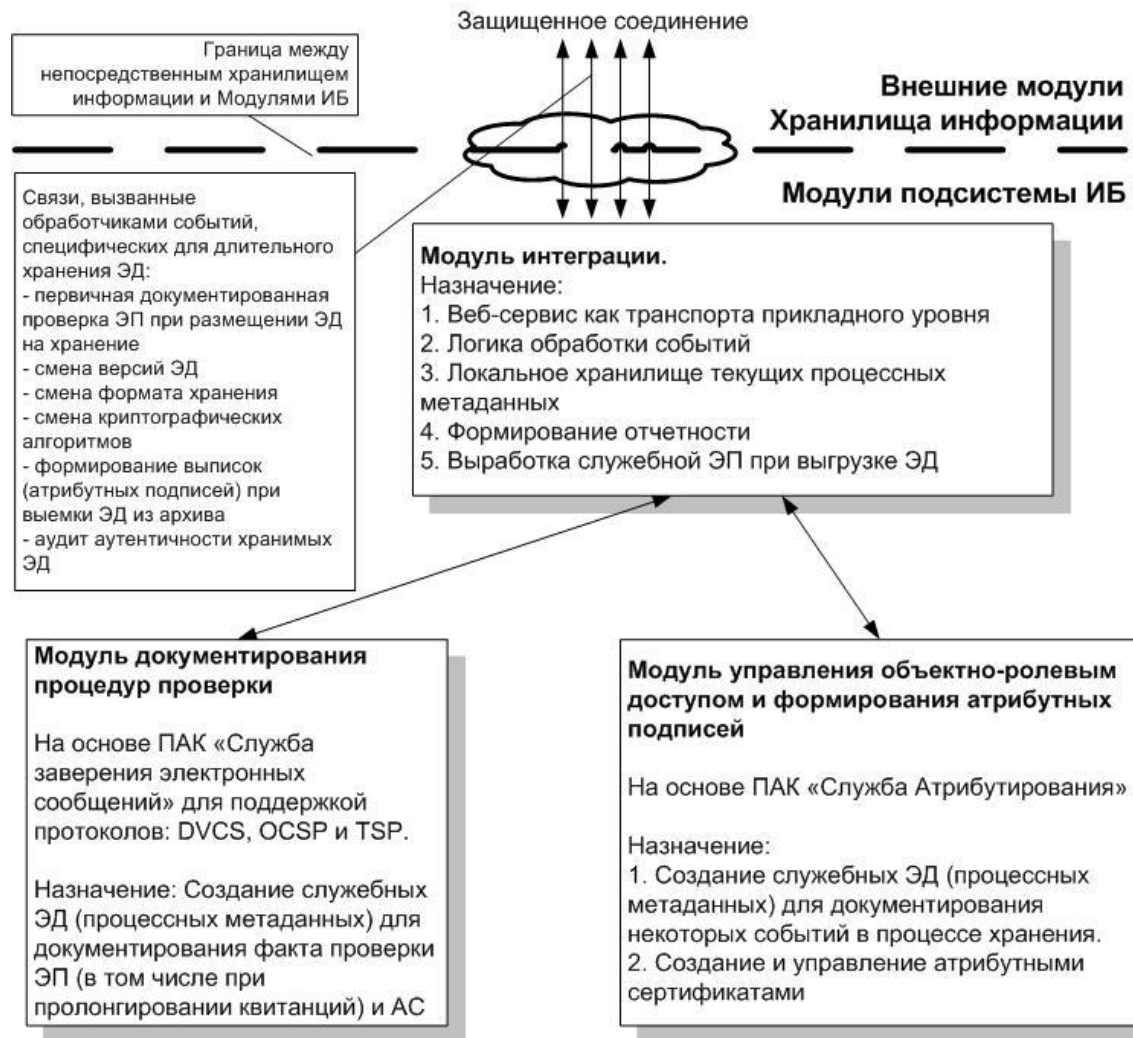 Защищенное соединение
Граница между
непосредственным хранилищем
информации и Модулями ИБ
Внешние модули
Хранилища информации
Модули подсистемы ИБ
Связи, вызванные
обработчиками событий,
специфических для длительного
хранения ЭД:
- первичная документированная
проверка ЭП при размещении ЭД
на хранение
- смена версий ЭД
- смена формата хранения
- смена криптографических
алгоритмов
- формирование выписок
(атрибутных подписей) при
выемки ЭД из архива
- аудит аутентичности хранимых
ЭД
Модуль интеграции.
Назначение:
1. Веб-сервис как транспорта прикладного уровня
2. Логика обработки событий
3. Локальное хранилище текущих процессных
метаданных
4. Формирование отчетности
5. Выработка служебной ЭП при выгрузке ЭД
Модуль документирования
процедур проверки
На основе ПАК «Служба
заверения электронных
сообщений» для поддержкой
протоколов: DVCS, OCSP и TSP.
Назначение: Создание служебных
ЭД (процессных метаданных) для
документирования факта проверки
ЭП (в том числе при
пролонгировании квитанций) и АС
Модуль управления объектно-ролевым
доступом и формирования атрибутных
подписей
На основе ПАК «Служба Атрибутирования»
Назначение:
1. Создание служебных ЭД (процессных
метаданных) для документирования
некоторых событий в процессе хранения.
2. Создание и управление атрибутными
сертификатами